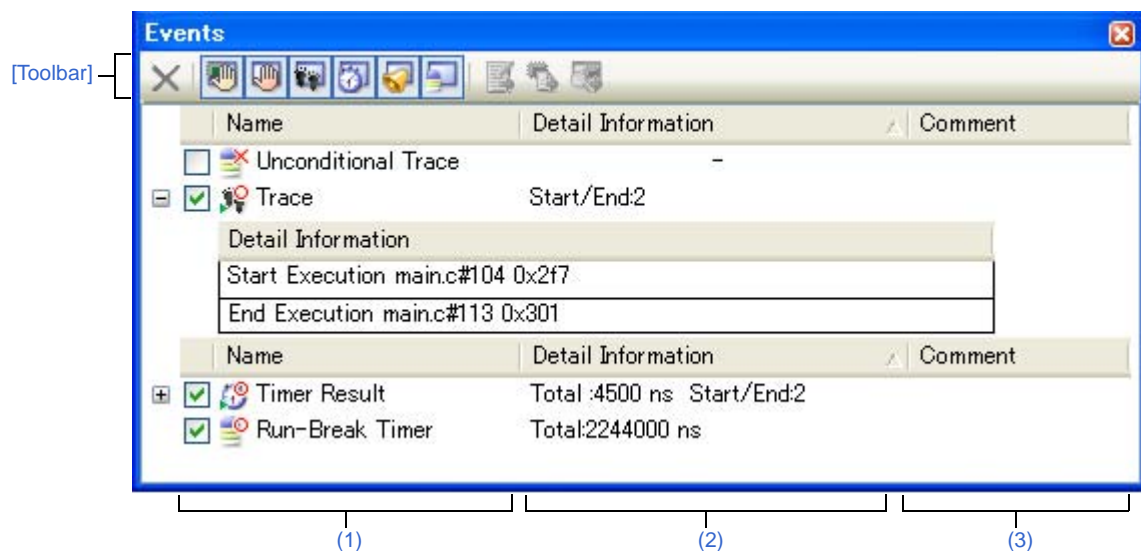 Events
[Toolbar]
Name Detail Information Comment
Unconditional Trace -
Trace Start/End:2
Detail Information
Start Execution main.c#104 0x2f7
End Execution main.c#113 0x301
Name Detail Information Comment
Timer Result Total :4500 ns Start/End:2
Run-Break Timer Total:2244000 ns
(1) (2) (3)